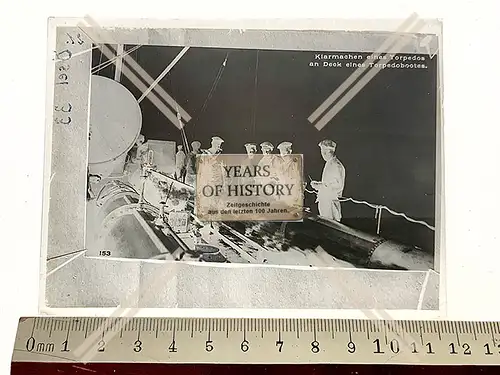 Klarmachen eines Torpedos
an Deck eines Torpedobootes.
YEARS
OF HISTORY
Zeitgeschichte
aus den letzten 100 Jahren.
153
0mm 1 2 3 4 5 6 7 8 9 10 11 12 13